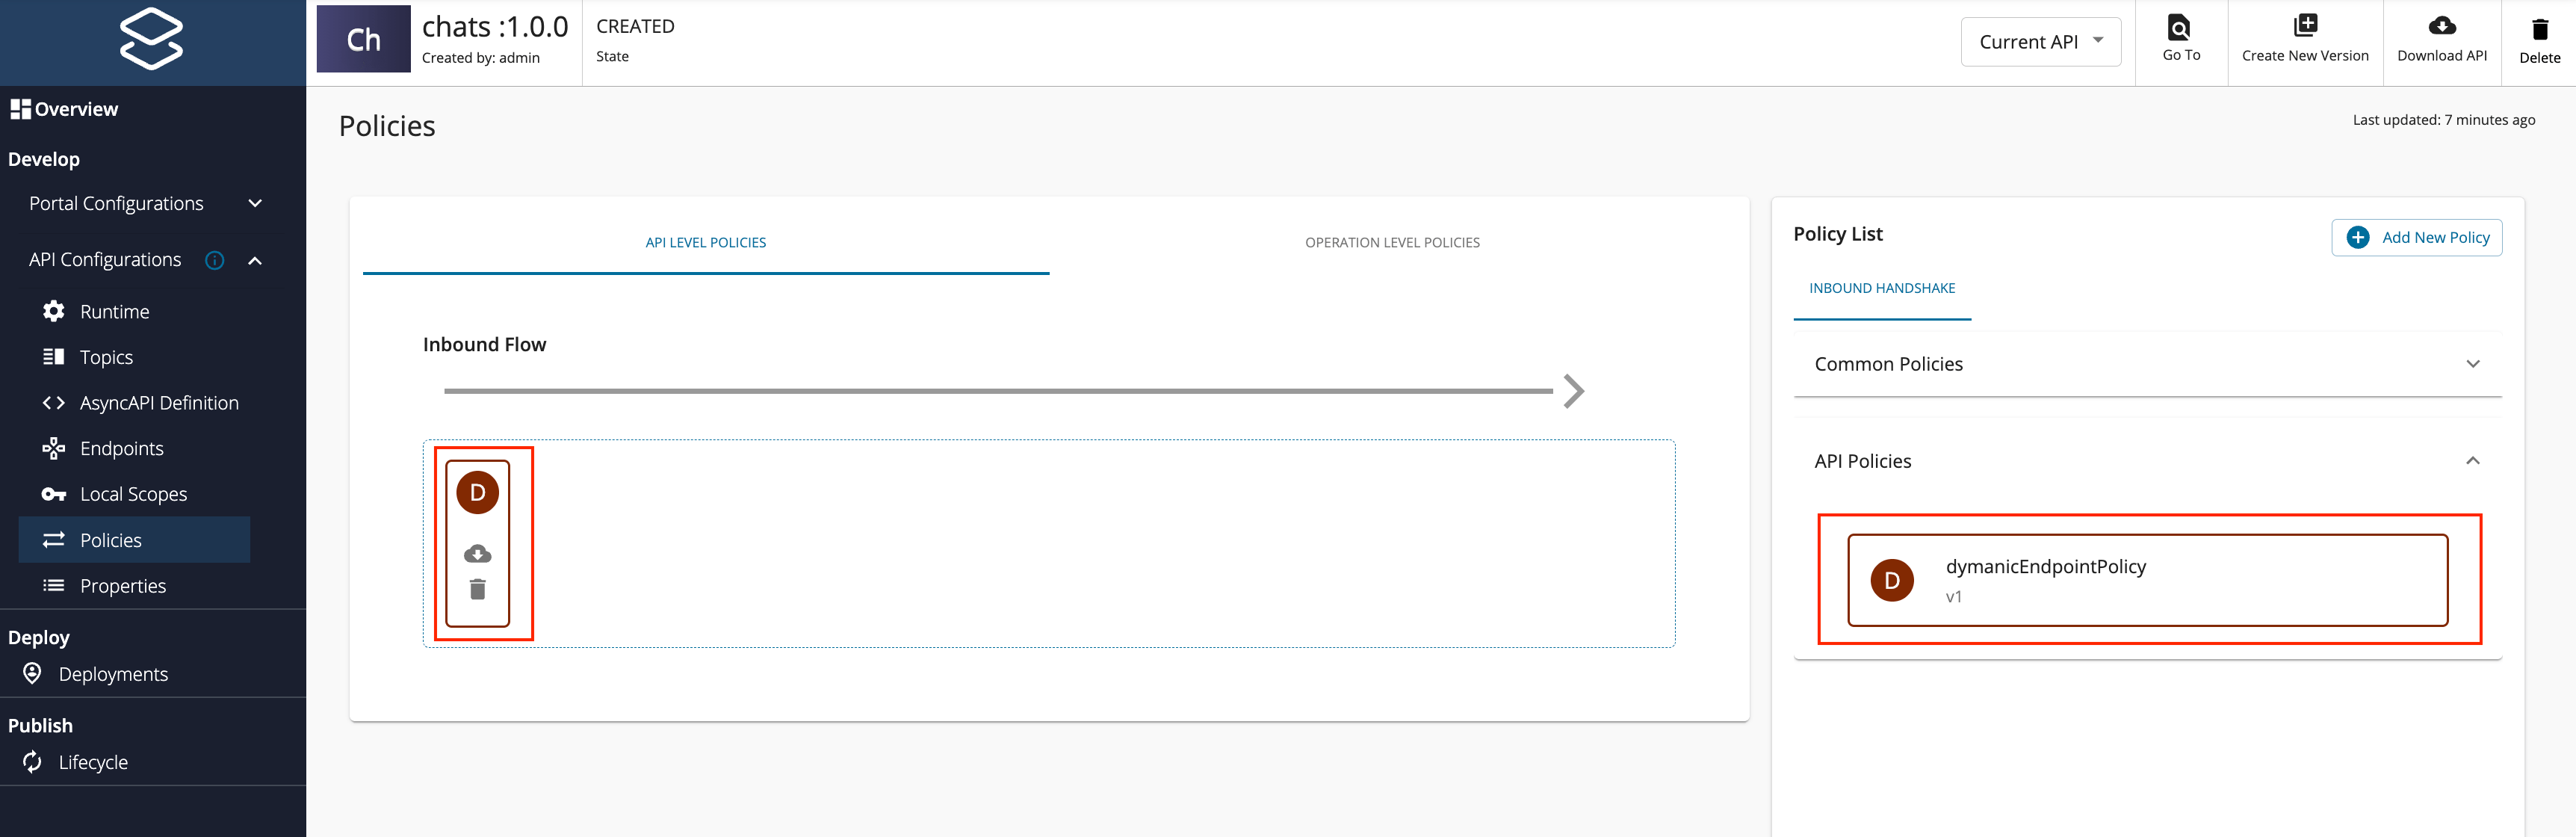 Ch
chats :1.0.0
Created by: admin
CREATED
State
Current API
Go To
Create New Version
Download API
Delete
Overview
Develop
Portal Configurations
API Configurations
Runtime
Topics
AsyncAPI Definition
Endpoints
Local Scopes
Policies
Properties
Deploy
Deployments
Publish
Lifecycle
Policies
Last updated: 7 minutes ago
API LEVEL POLICIES
OPERATION LEVEL POLICIES
Inbound Flow
D
Policy List
Add New Policy
INBOUND HANDSHAKE
Common Policies
API Policies
D
dymanicEndpointPolicy
v1